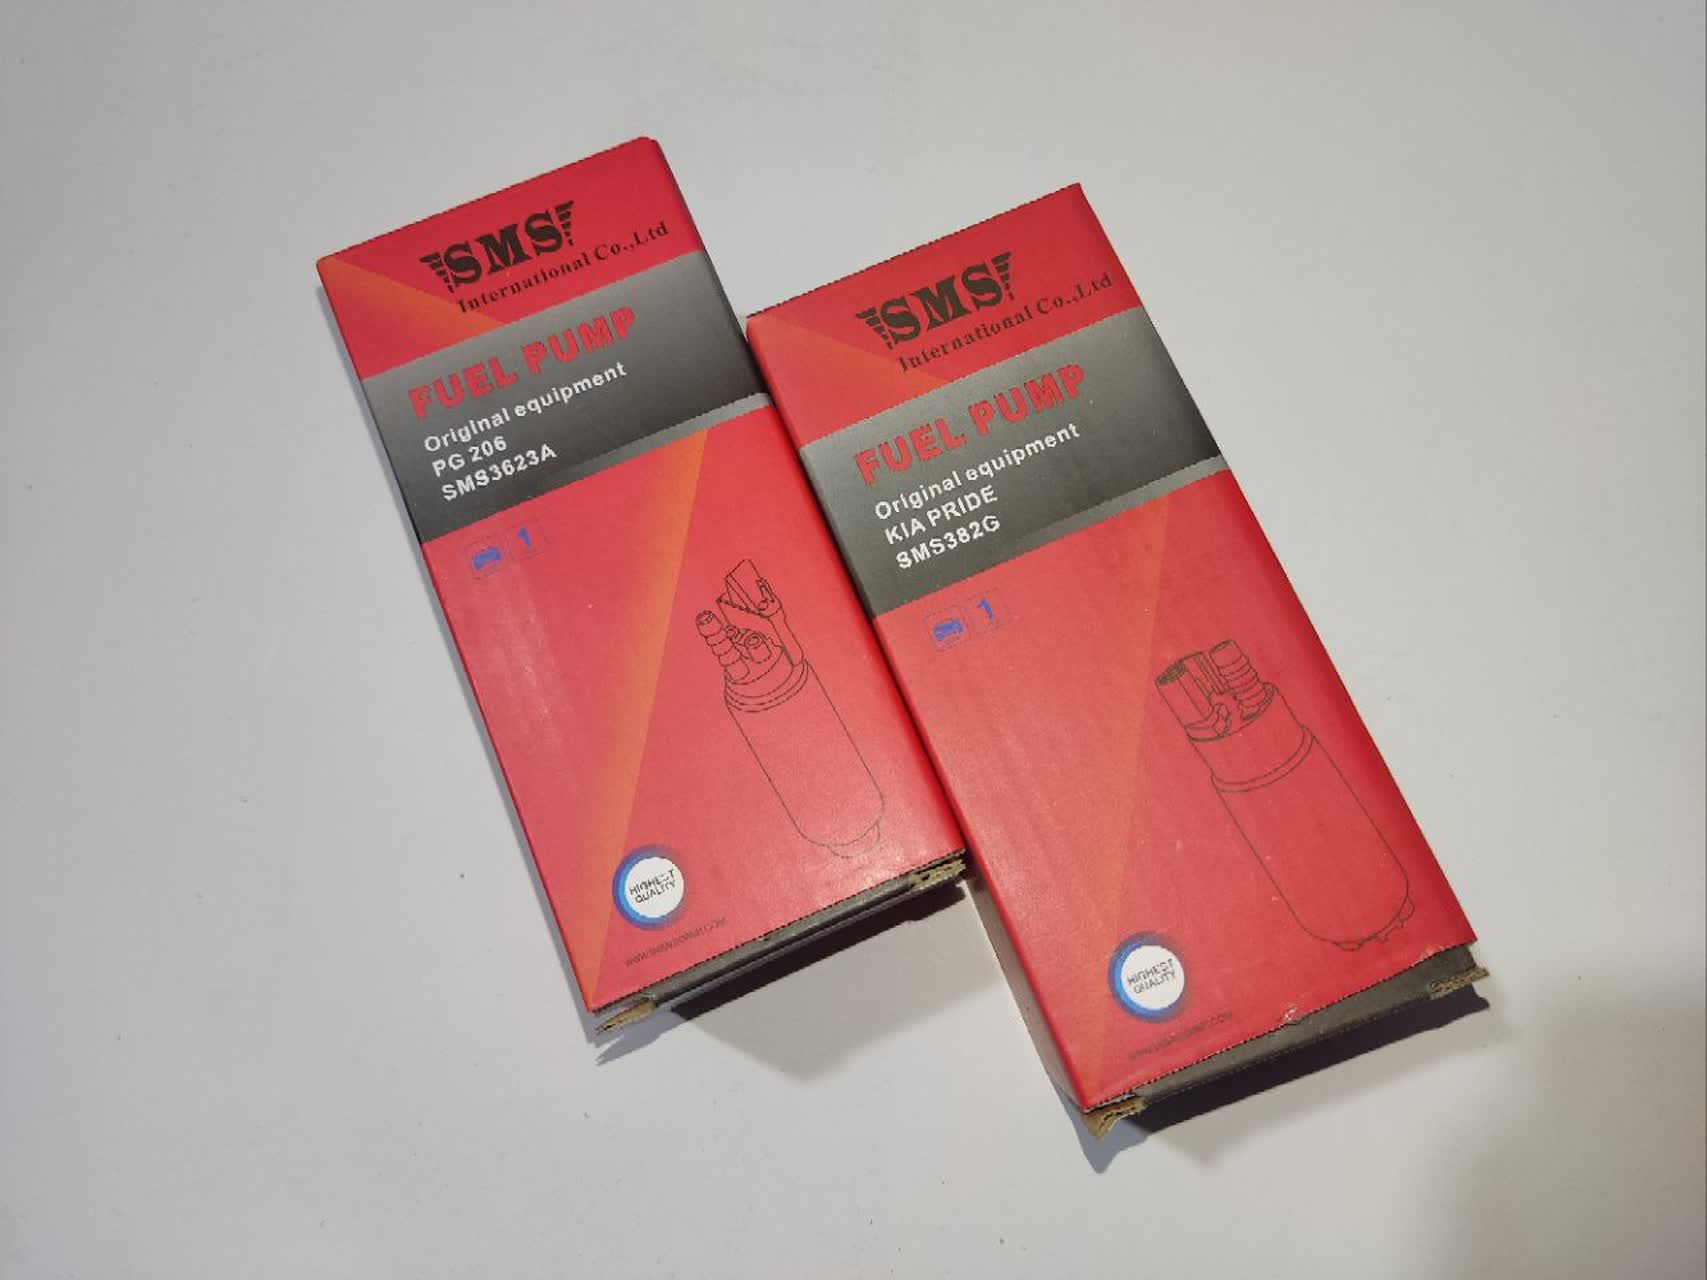 SMS
International Co.,Ltd
FUEL PUMP
Original equipment
PG 206
SMS3623A
1
HIGHEST
QUALITY
SMS
International Co.,Ltd
FUEL PUMP
Original equipment
KIA PRIDE
SMS382G
1
HIGHEST
QUALITY